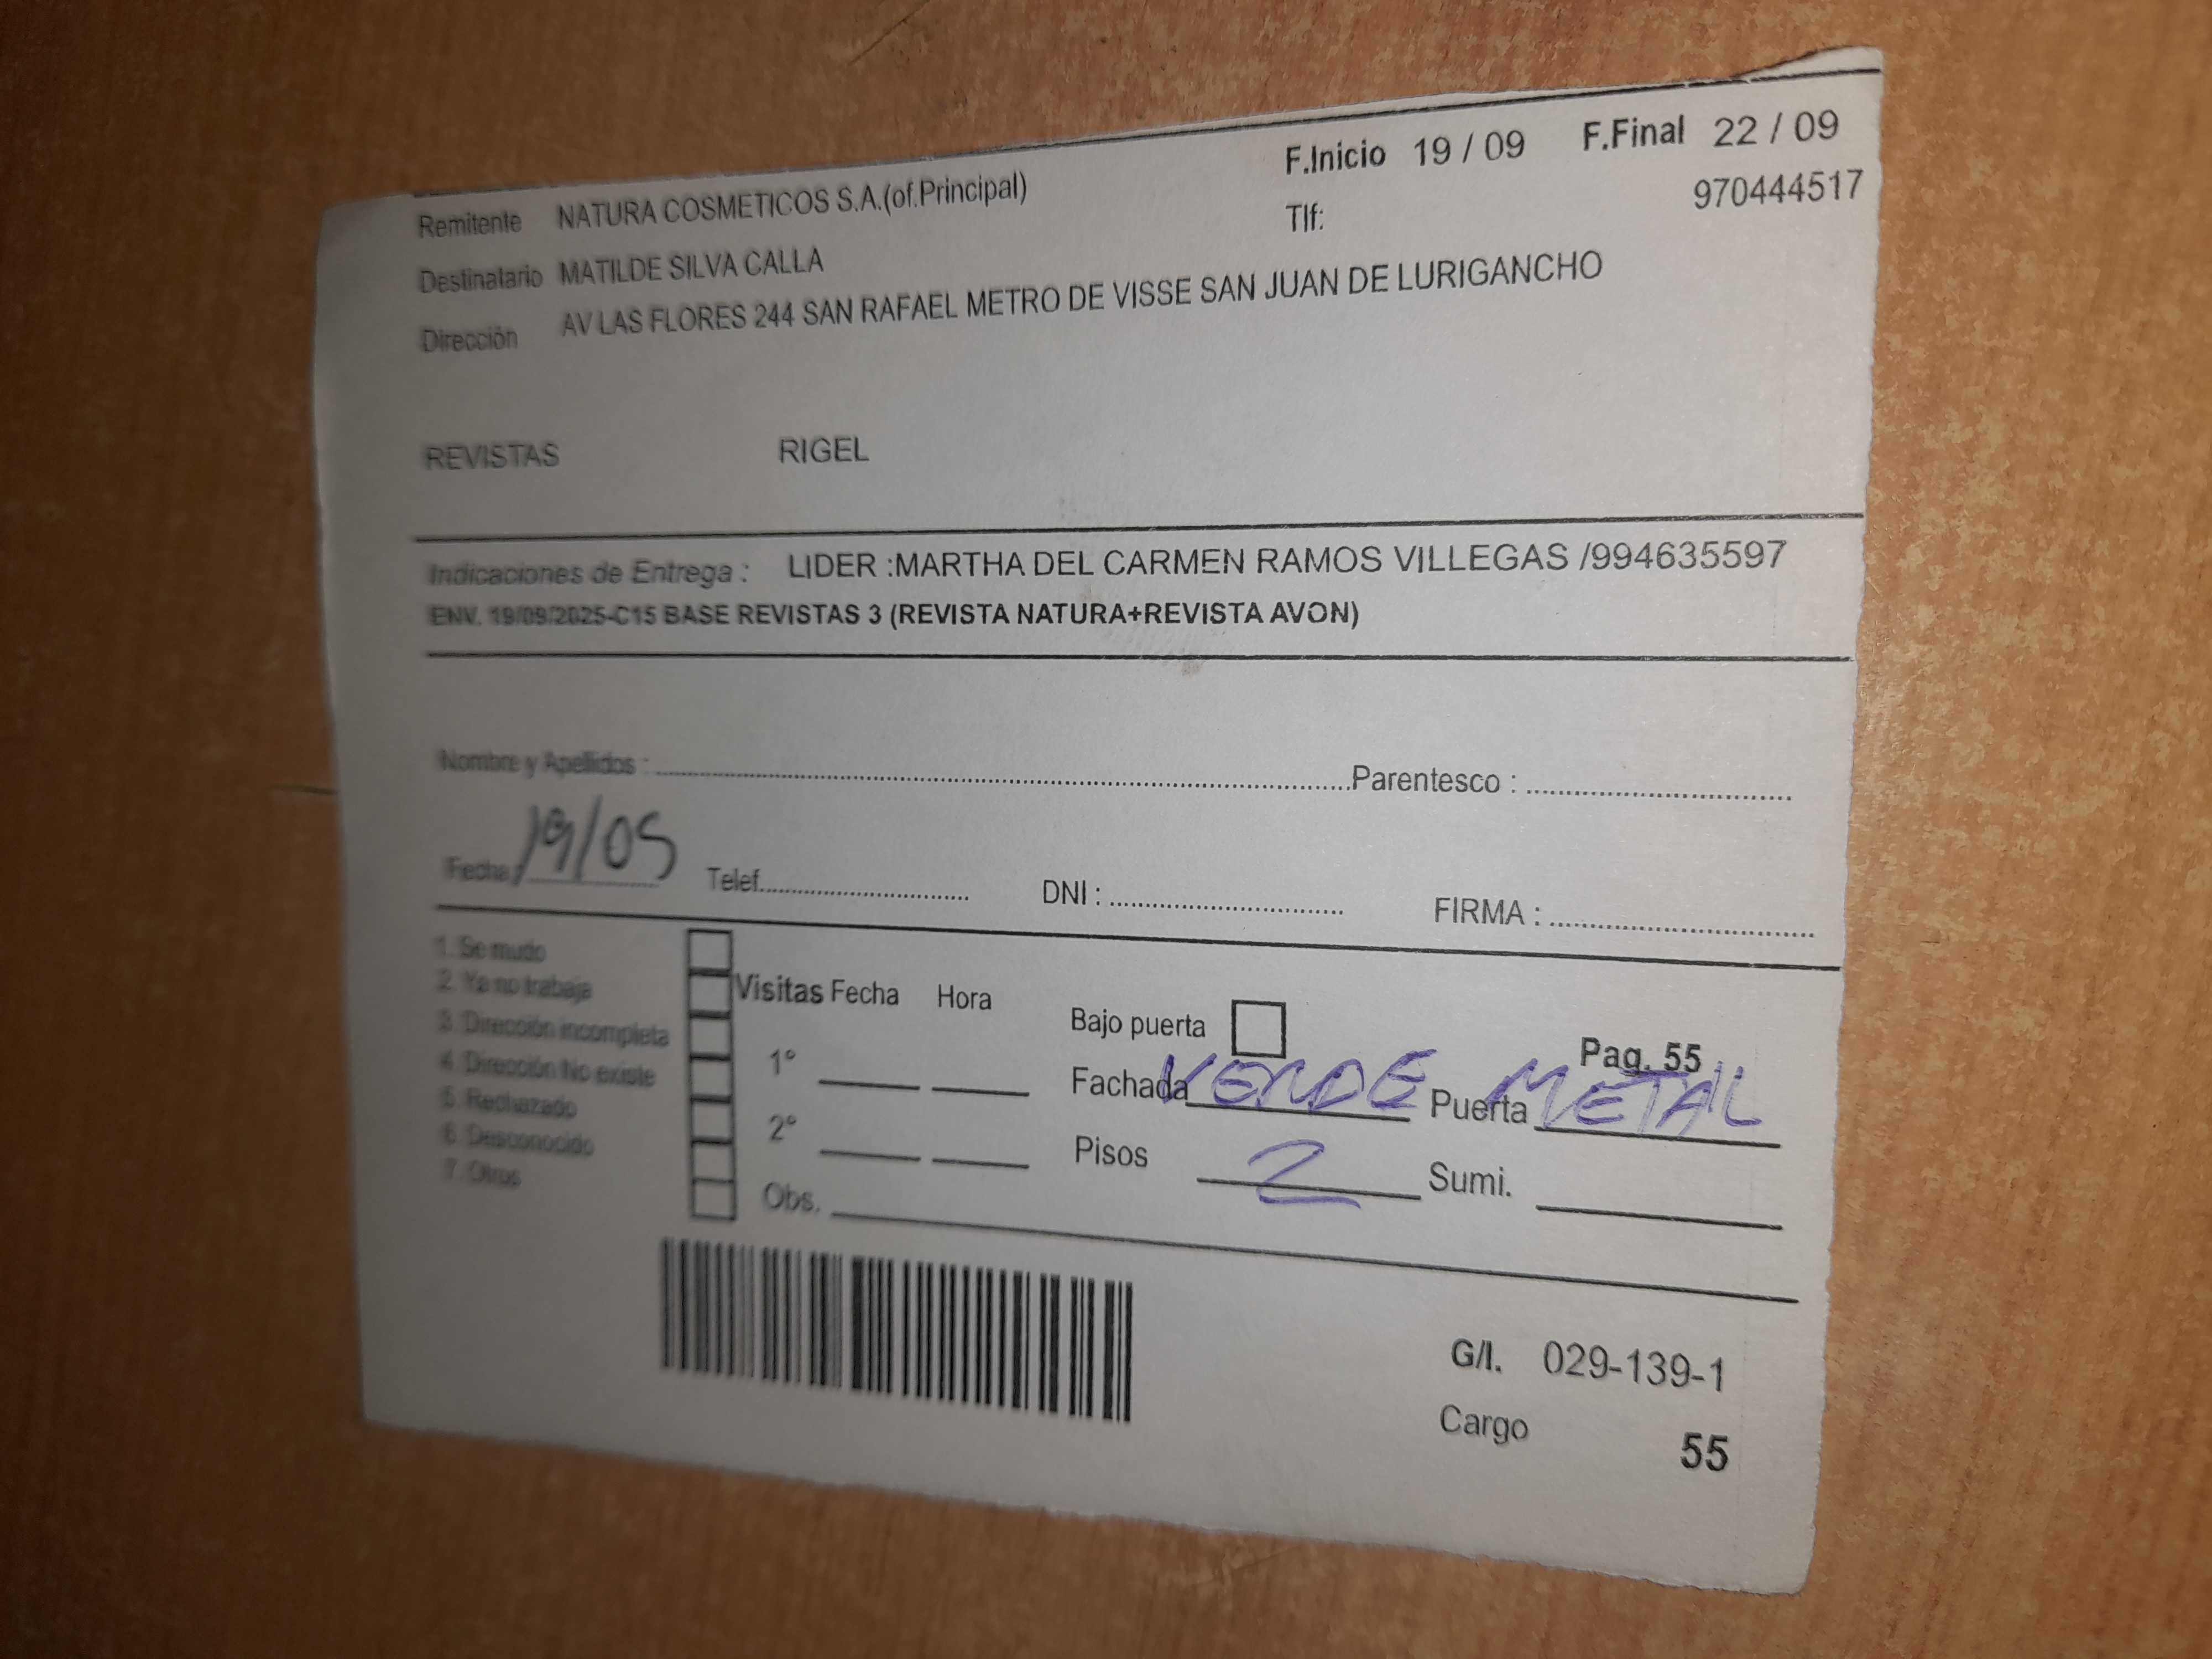 F.Inicio 19 / 09 F.Final 22 / 09
Remitente NATURA COSMETICOS S.A.(of.Principal) Tlf: 970444517
Destinatario MATILDE SILVA CALLA
Dirección AV LAS FLORES 244 SAN RAFAEL METRO DE VISSE SAN JUAN DE LURIGANCHO
REVISTAS RIGEL
Indicaciones de Entrega : LIDER :MARTHA DEL CARMEN RAMOS VILLEGAS /994635597
ENV. 19/09/2025-C15 BASE REVISTAS 3 (REVISTA NATURA+REVISTA AVON)
Nombre y Apellidos : Parentesco :
Fecha 19/09 Telef. DNI : FIRMA :
1. Se mudo
2. Ya no trabaja
3. Dirección incompleta
4. Dirección No existe
5. Rechazado
6. Desconocido
7. Otros
Visitas Fecha Hora
1°
2°
Obs.
Bajo puerta Pag. 55
Fachada VERDE Puerta METAL
Pisos 2 Sumi.
G/I. 029-139-1
Cargo 55